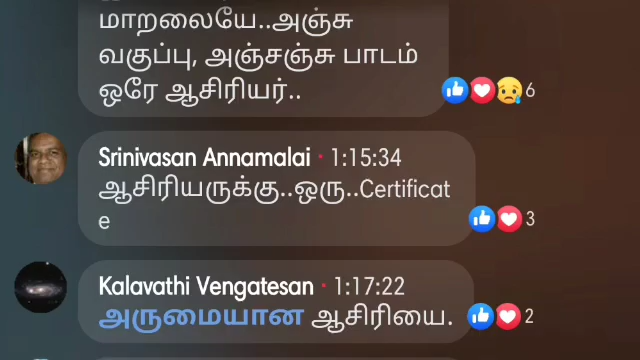 மாறலையே..அஞ்சு
வகுப்பு, அஞ்சஞ்சு பாடம்
ஒரே ஆசிரியர்..
6
Srinivasan Annamalai · 1:15:34
ஆசிரியருக்கு..ஒரு..Certificat
e
3
Kalavathi Vengatesan · 1:17:22
அருமையான ஆசிரியை.
2